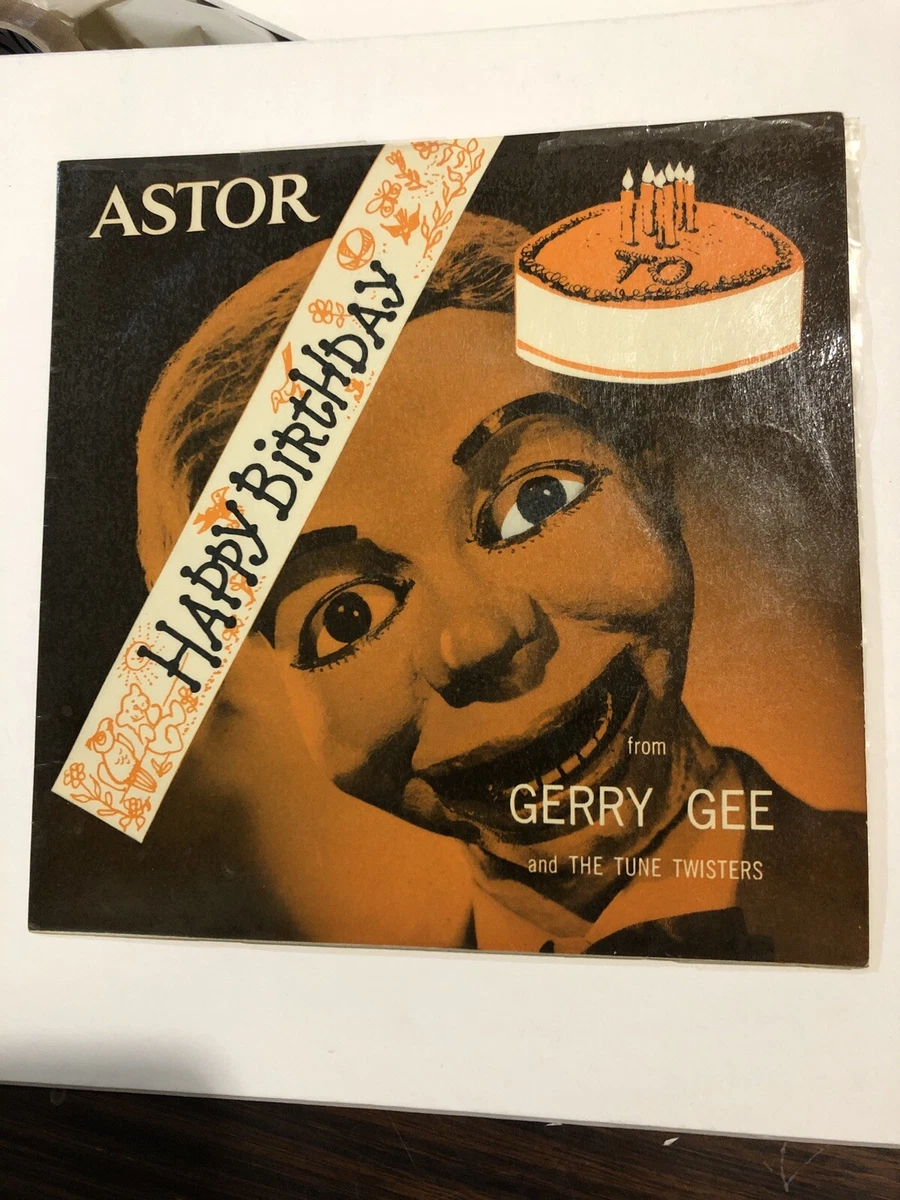 ASTOR
HAPPY BIRTHDAY
TO
from
GERRY GEE
and THE TUNE TWISTERS